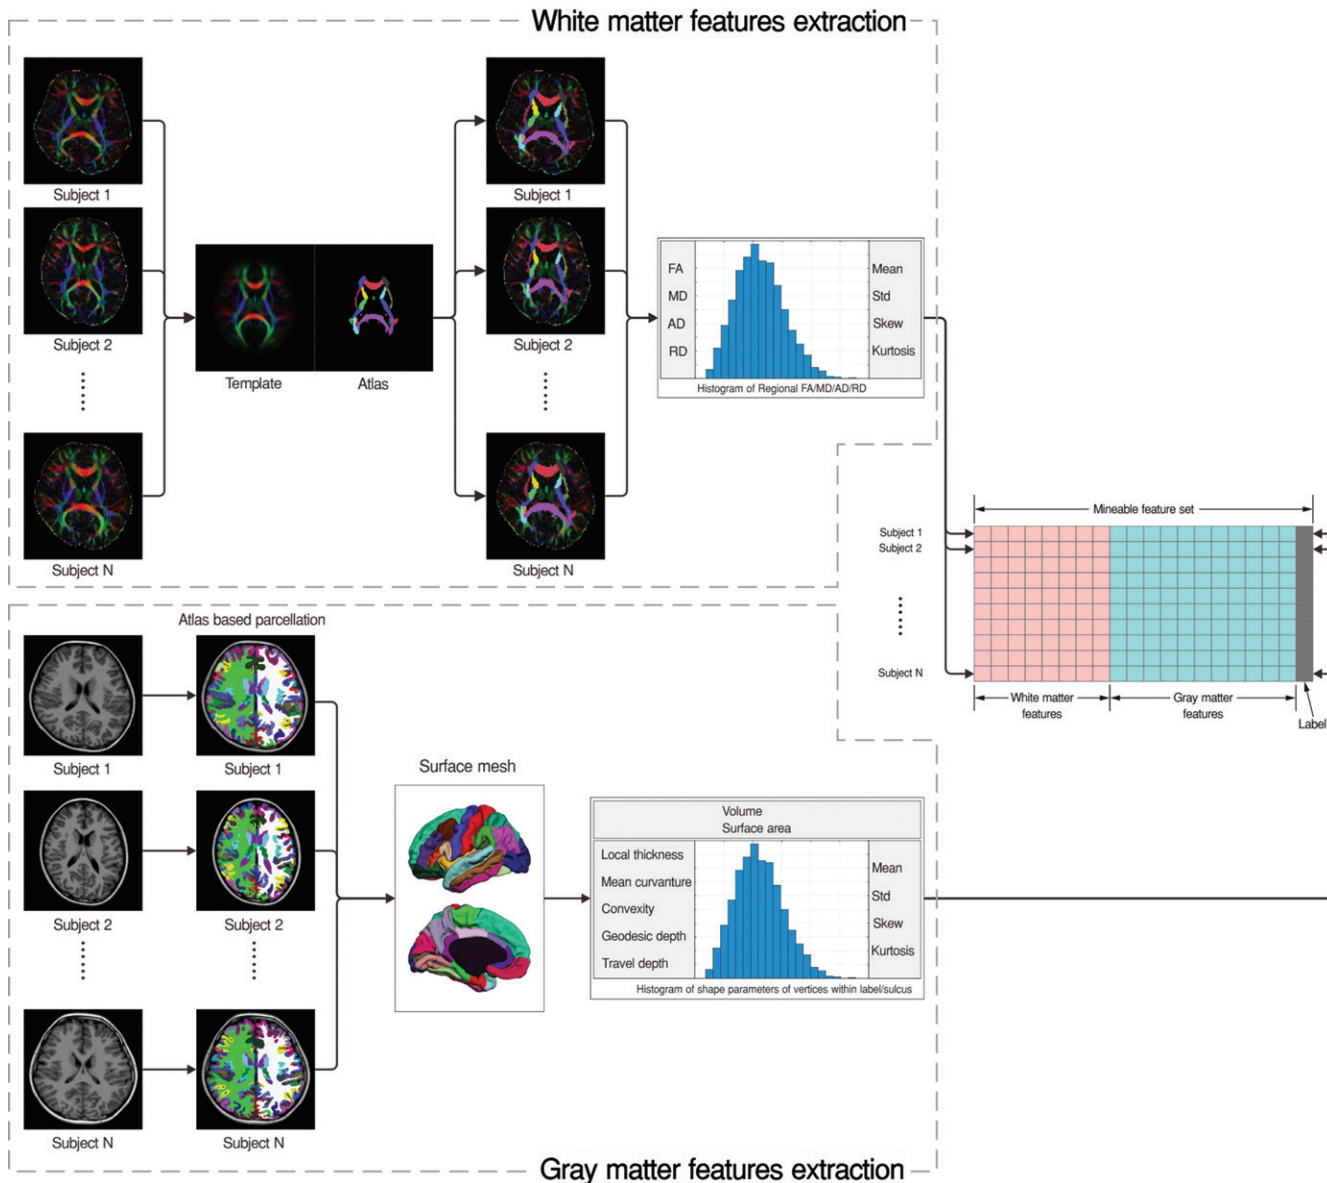 White matter features extraction
Subject 1
Subject 2
Subject N
Template
Atlas
Subject 1
Subject 2
Subject N
FA
MD
AD
RD
Mean
Std
Skew
Kurtosis
Histogram of Regional FA/MD/AD/RD
Mineable feature set
Subject 1
Subject 2
Subject N
White matter
features
Gray matter
features
Label
Atlas based parcellation
Subject 1
Subject 1
Subject 2
Subject 2
Subject N
Subject N
Surface mesh
Volume
Surface area
Local thickness
Mean curvanture
Convexity
Geodesic depth
Travel depth
Mean
Std
Skew
Kurtosis
Histogram of shape parameters of vertices within label/sulcus
Gray matter features extraction